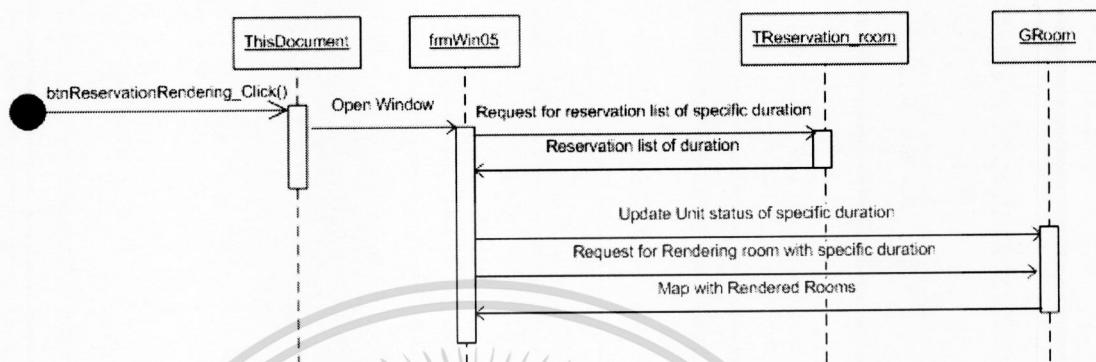 ThisDocument
frmWin05
TReservation_room
GRoom
btnReservationRendering_Click()
Open Window
Request for reservation list of specific duration
Reservation list of duration
Update Unit status of specific duration
Request for Rendering room with specific duration
Map with Rendered Rooms